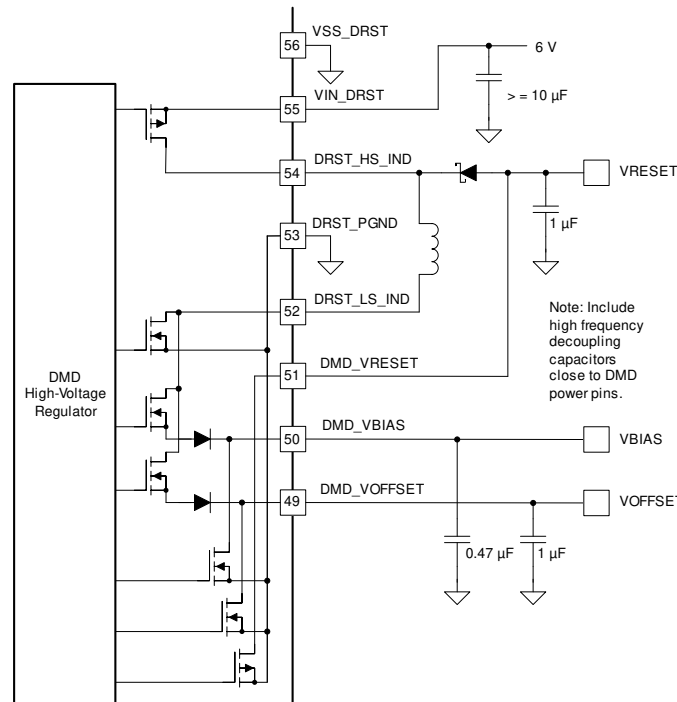 VSS_DRST
56
6 V
VIN_DRST
55
> = 10 µF
DRST_HS_IND
54
VRESET
DRST_PGND
53
1 µF
DRST_LS_IND
52
Note: Include
high frequency
decoupling
capacitors
close to DMD
power pins.
DMD_VRESET
51
DMD
High-Voltage
Regulator
DMD_VBIAS
50
VBIAS
DMD_VOFFSET
49
VOFFSET
0.47 µF
1 µF